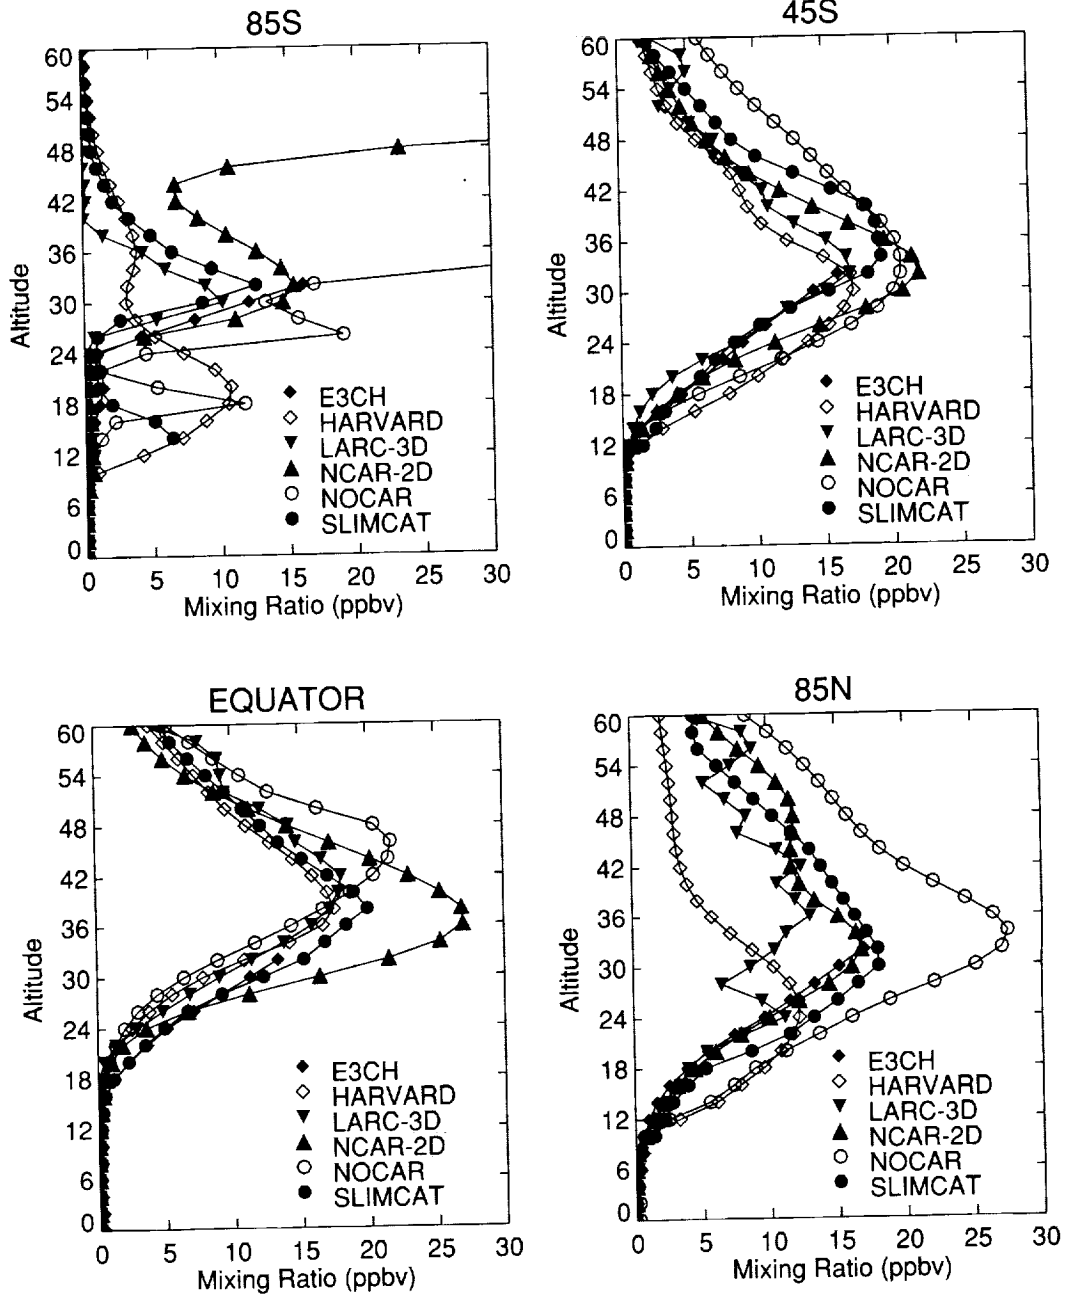 85S
60
54
48
42
36
30
24
18
12
6
0
Altitude
E3CH
HARVARD
LARC-3D
NCAR-2D
NOCAR
SLIMCAT
0 5 10 15 20 25 30
Mixing Ratio (ppbv)
45S
60
54
48
42
36
30
24
18
12
6
0
Altitude
E3CH
HARVARD
LARC-3D
NCAR-2D
NOCAR
SLIMCAT
0 5 10 15 20 25 30
Mixing Ratio (ppbv)
EQUATOR
60
54
48
42
36
30
24
18
12
6
0
Altitude
E3CH
HARVARD
LARC-3D
NCAR-2D
NOCAR
SLIMCAT
0 5 10 15 20 25 30
Mixing Ratio (ppbv)
85N
60
54
48
42
36
30
24
18
12
6
0
Altitude
E3CH
HARVARD
LARC-3D
NCAR-2D
NOCAR
SLIMCAT
0 5 10 15 20 25 30
Mixing Ratio (ppbv)